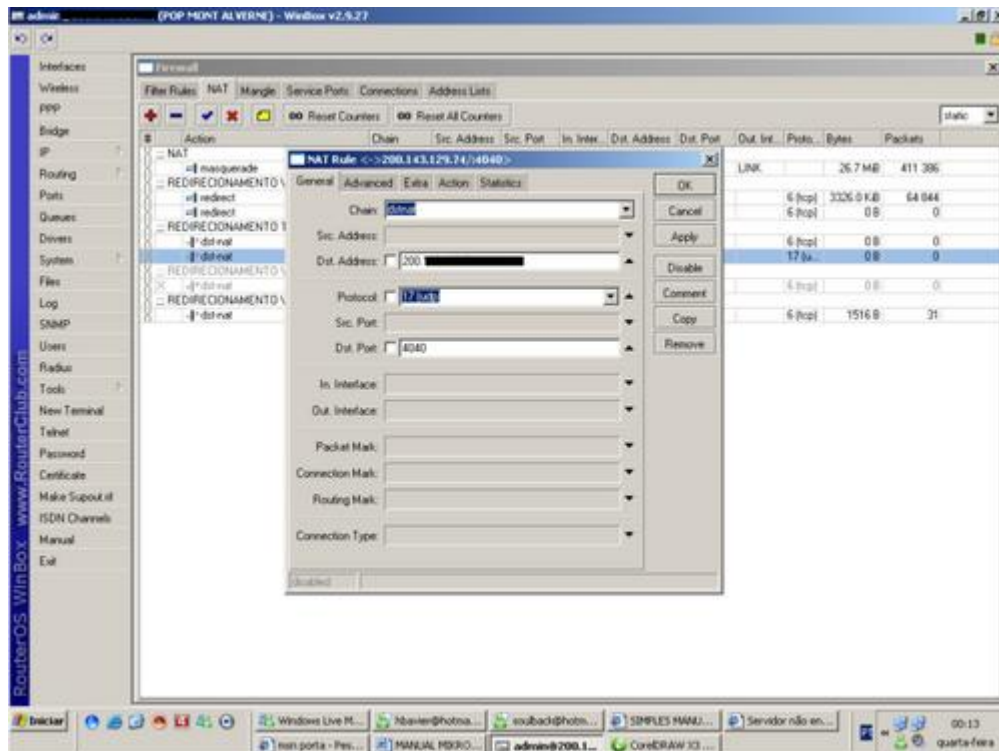 admin (POP MONT ALVERNE) - WinBox v2.9.27
Interfaces
Wireless
PPP
Bridge
IP
Routing
Ports
Queues
Drivers
System
Files
Log
SNMP
Users
Radius
Tools
New Terminal
Telnet
Password
Certificate
Make Supout.rif
ISDN Channels
Manual
Exit
RouterOS WinBox www.RouterClub.com
Firewall
Filter Rules NAT Mangle Service Ports Connections Address Lists
00 Reset Counters 00 Reset All Counters static
# Action Chain Src. Address Src. Port In. Inter... Dst. Address Dst. Port Out. Int... Proto... Bytes Packets
::: NAT
masquerade LINK 26.7 MiB 411 386
::: REDIRECIONAMENTO
redirect 6 (tcp) 3326.0 KiB 64 844
redirect 6 (tcp) 0 B 0
::: REDIRECIONAMENTO
dst-nat 6 (tcp) 0 B 0
dst-nat 17 (u... 0 B 0
::: REDIRECIONAMENTO
dst-nat 6 (tcp) 0 B 0
::: REDIRECIONAMENTO
dst-nat 6 (tcp) 1516 B 31
NAT Rule <->200.143.129.74/:4040>
General Advanced Extra Action Statistics
Chain: dstnat
Src. Address:
Dst. Address: 200.
Protocol: 17 (udp)
Src. Port:
Dst. Port: 4040
In. Interface:
Out. Interface:
Packet Mark:
Connection Mark:
Routing Mark:
Connection Type:
OK
Cancel
Apply
Disable
Comment
Copy
Remove
disabled
Iniciar
Windows Live M...
SIMPLES MANU...
Servidor não en...
00:13
admin@200.1...
CorelDRAW X3 ...
quarta-feira